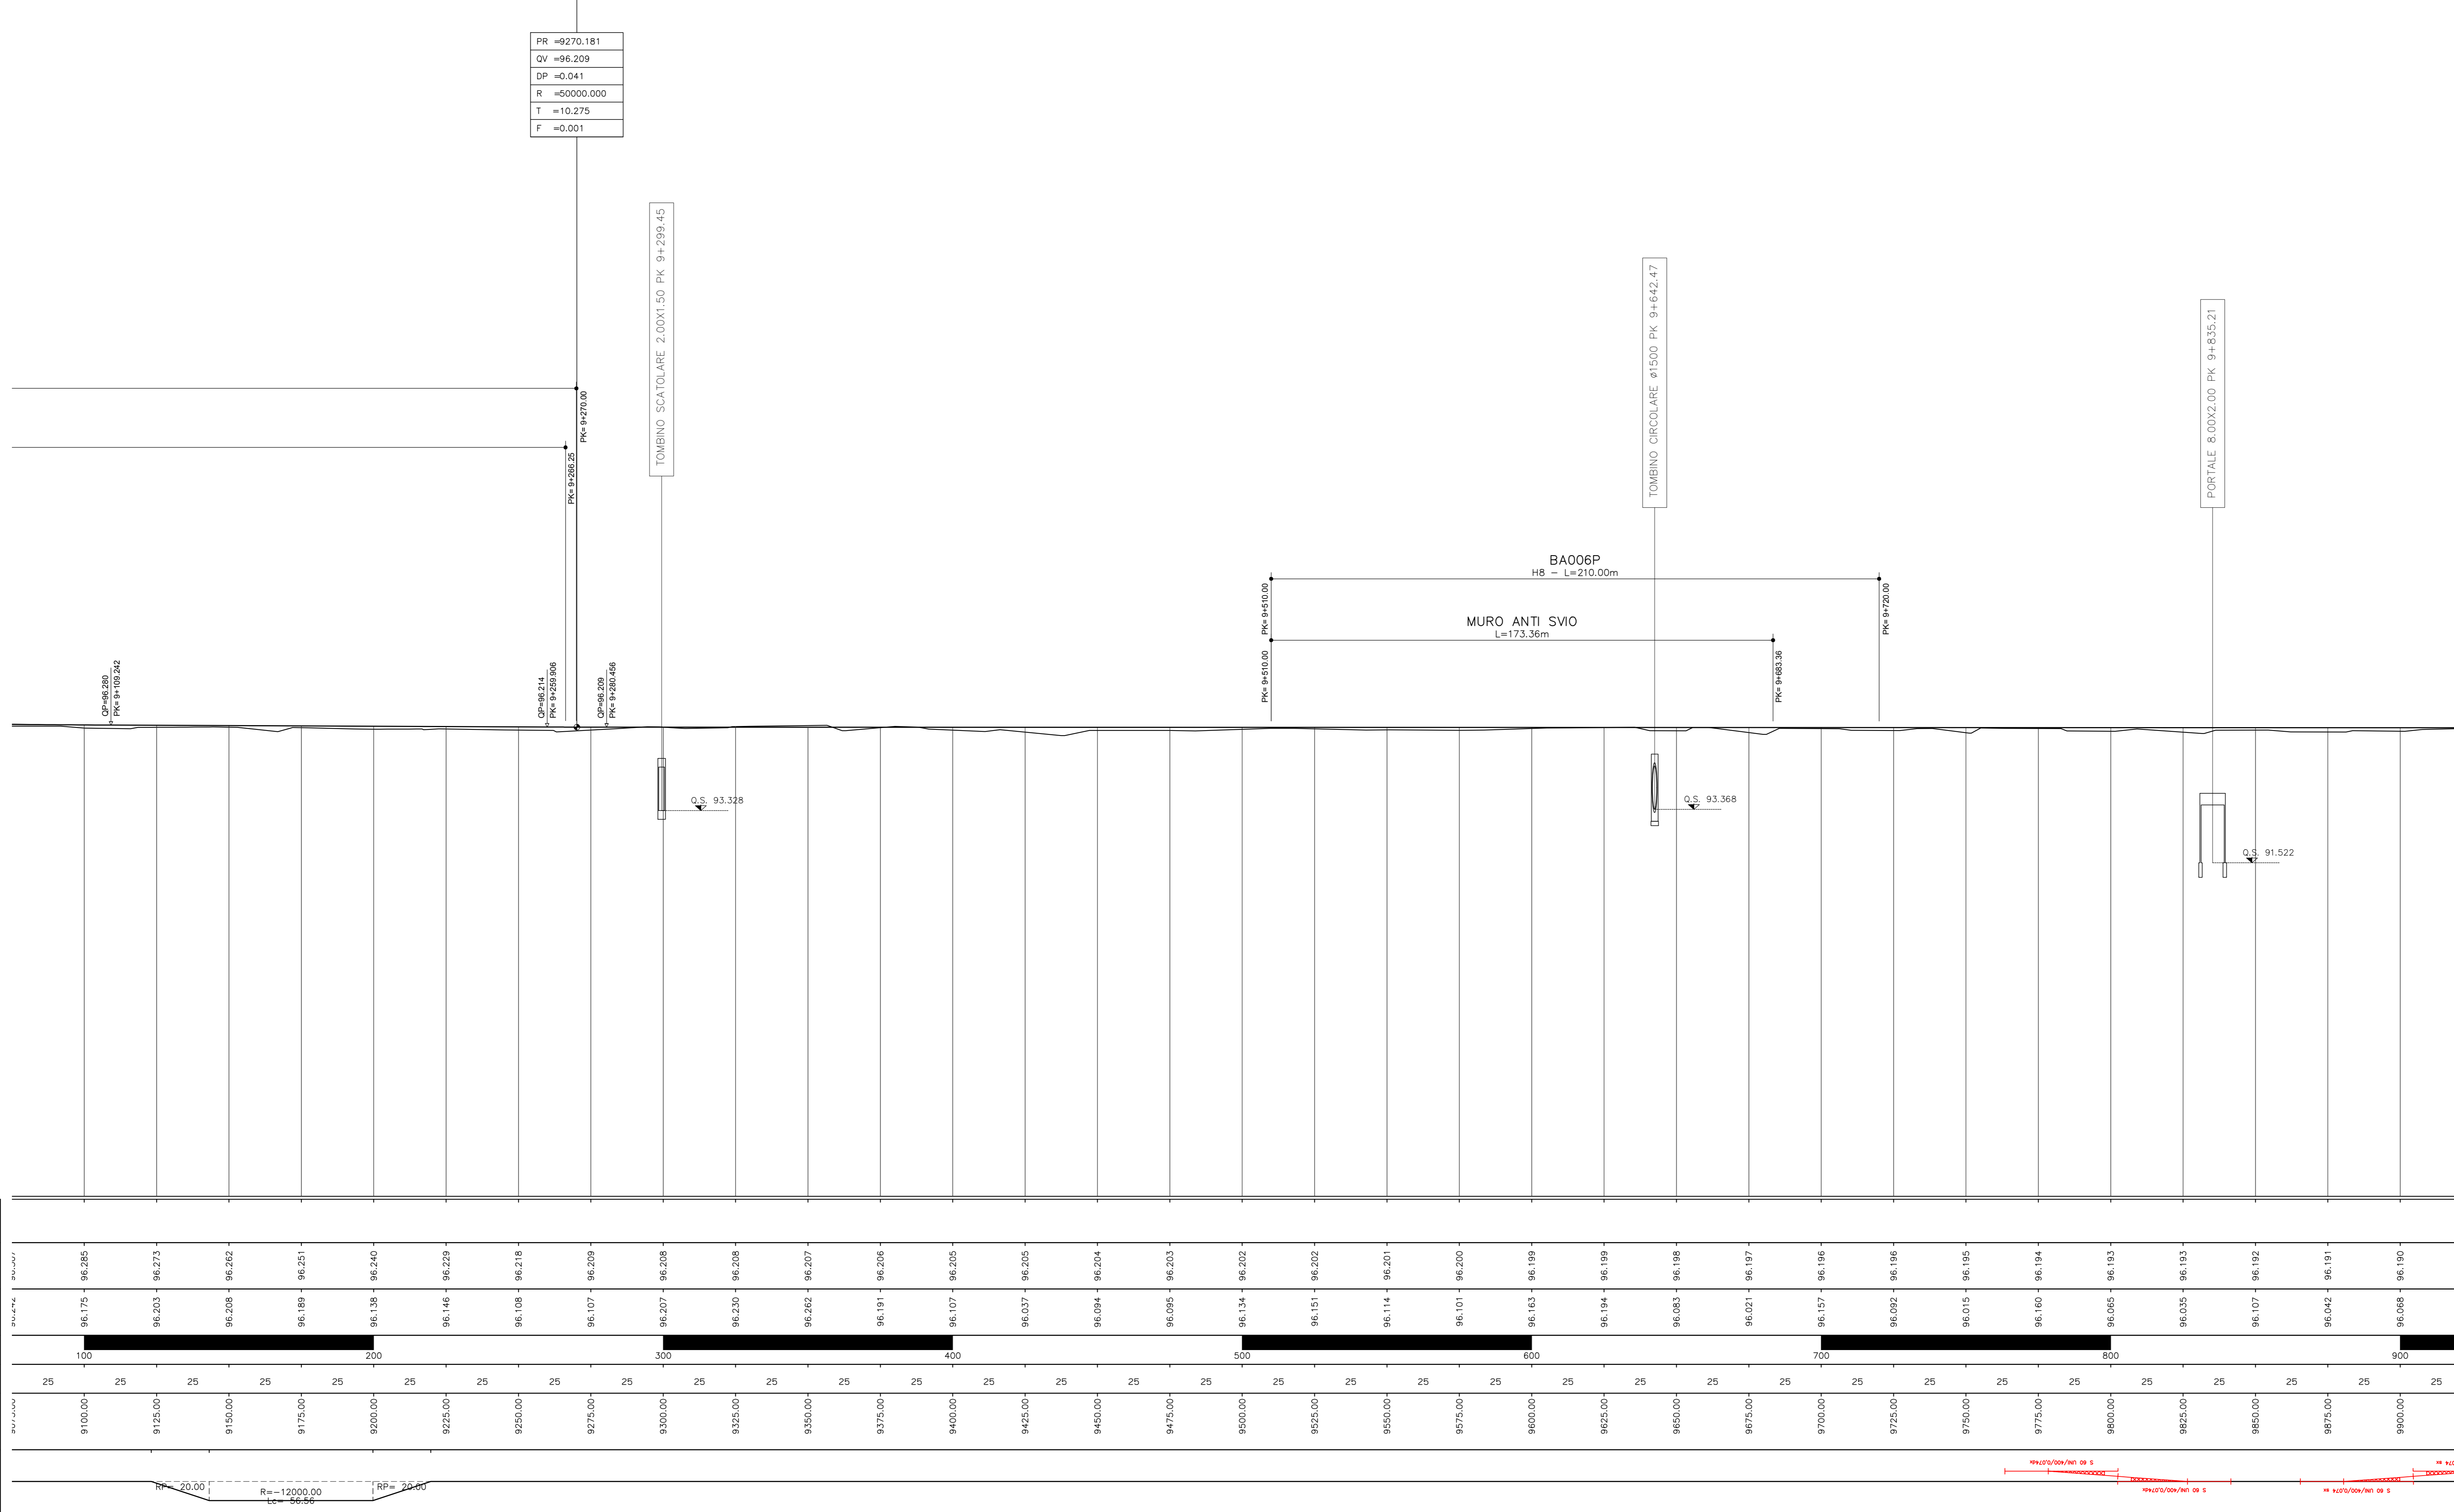 PR =9270.181
QV =96.209
DP =0.041
R =50000.000
T =10.275
F =0.001
TOMBINO SCATOLARE 2.00X1.50 PK 9+299.45
TOMBINO CIRCOLARE ø1500 PK 9+642.47
PORTALE 8.00X2.00 PK 9+835.21
PK= 9+270.00
PK= 9+266.25
BA006P
H8 - L=210.00m
PK= 9+510.00
PK= 9+720.00
MURO ANTI SVIO
L=173.36m
PK= 9+510.00
PK= 9+683.36
QP=96.280
PK= 9+109.242
QP=96.214
PK= 9+259.906
QP=96.209
PK= 9+280.456
Q.S. 93.328
Q.S. 93.368
Q.S. 91.522
96.285 96.273 96.262 96.251 96.240 96.229 96.218 96.209 96.208 96.208 96.207 96.206 96.205 96.205 96.204 96.203 96.202 96.202 96.201 96.200 96.199 96.199 96.198 96.197 96.196 96.196 96.195 96.194 96.193 96.193 96.192 96.191 96.190
96.175 96.203 96.208 96.189 96.138 96.146 96.108 96.107 96.207 96.230 96.262 96.191 96.107 96.037 96.094 96.095 96.134 96.151 96.114 96.101 96.163 96.194 96.083 96.021 96.157 96.092 96.015 96.160 96.065 96.035 96.107 96.042 96.068
100 200 300 400 500 600 700 800 900
25 25 25 25 25 25 25 25 25 25 25 25 25 25 25 25 25 25 25 25 25 25 25 25 25 25 25 25 25 25 25 25 25 25
9100.00 9125.00 9150.00 9175.00 9200.00 9225.00 9250.00 9275.00 9300.00 9325.00 9350.00 9375.00 9400.00 9425.00 9450.00 9475.00 9500.00 9525.00 9550.00 9575.00 9600.00 9625.00 9650.00 9675.00 9700.00 9725.00 9750.00 9775.00 9800.00 9825.00 9850.00 9875.00 9900.00
S 60 UNI/400/0,074dx
RP= 20.00
R=-12000.00
Lc= 56.56
RP= 20.00
S 60 UNI/400/0,074dx
S 60 UNI/400/0,074 sx